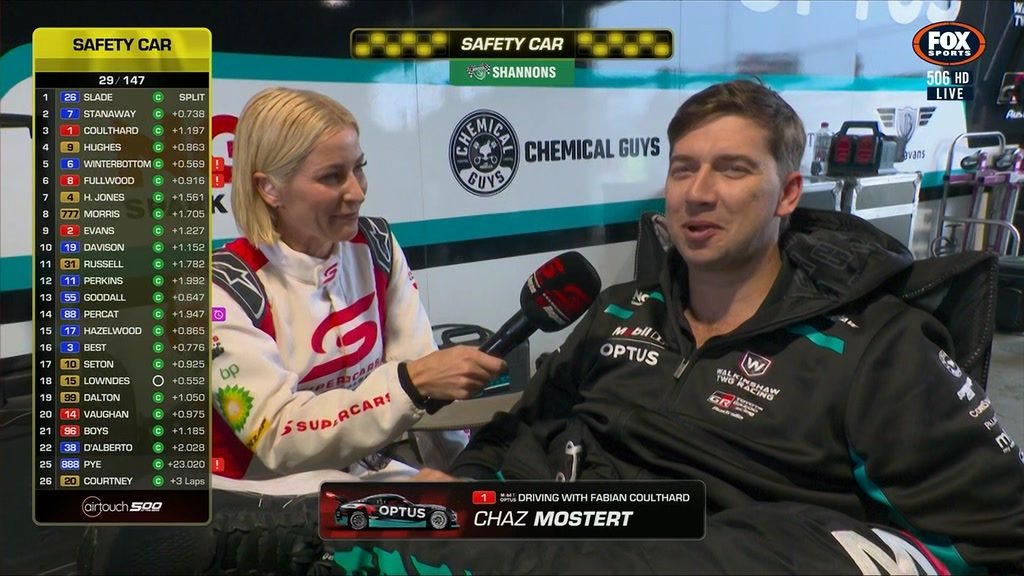 SAFETY CAR
29/147
1 26 SLADE C SPLIT
2 7 STANAWAY C +0.738
3 1 COULTHARD C +1.197
4 9 HUGHES C +0.863
5 6 WINTERBOTTOM C +0.569 !
6 8 FULLWOOD C +0.916 !
7 4 H. JONES C +1.561
8 777 MORRIS C +1.705
9 2 EVANS C +1.227
10 19 DAVISON C +1.152
11 31 RUSSELL C +1.782
12 11 PERKINS C +1.992
13 55 GOODALL C +0.647
14 88 PERCAT C +1.947
15 17 HAZELWOOD C +0.865
16 3 BEST C +0.776
17 10 SETON C +0.925
18 15 LOWNDES +0.552
19 99 DALTON C +1.050
20 14 VAUGHAN C +0.975
21 96 BOYS C +1.185
22 38 D'ALBERTO C +2.028
25 888 PYE C +23.020 !
26 20 COURTNEY C +3 Laps
airtouch 500
SAFETY CAR
SHANNONS
FOX
SPORTS
506 HD
LIVE
OPTUS
CHEMICAL
GUYS
CHEMICAL GUYS
bp
SUPERCARS
SUPERCARS
Mobil
OPTUS
W
WALKINSHAW
TWO RACING
GR
OPTUS
1 OPTUS DRIVING WITH FABIAN COULTHARD
CHAZ MOSTERT